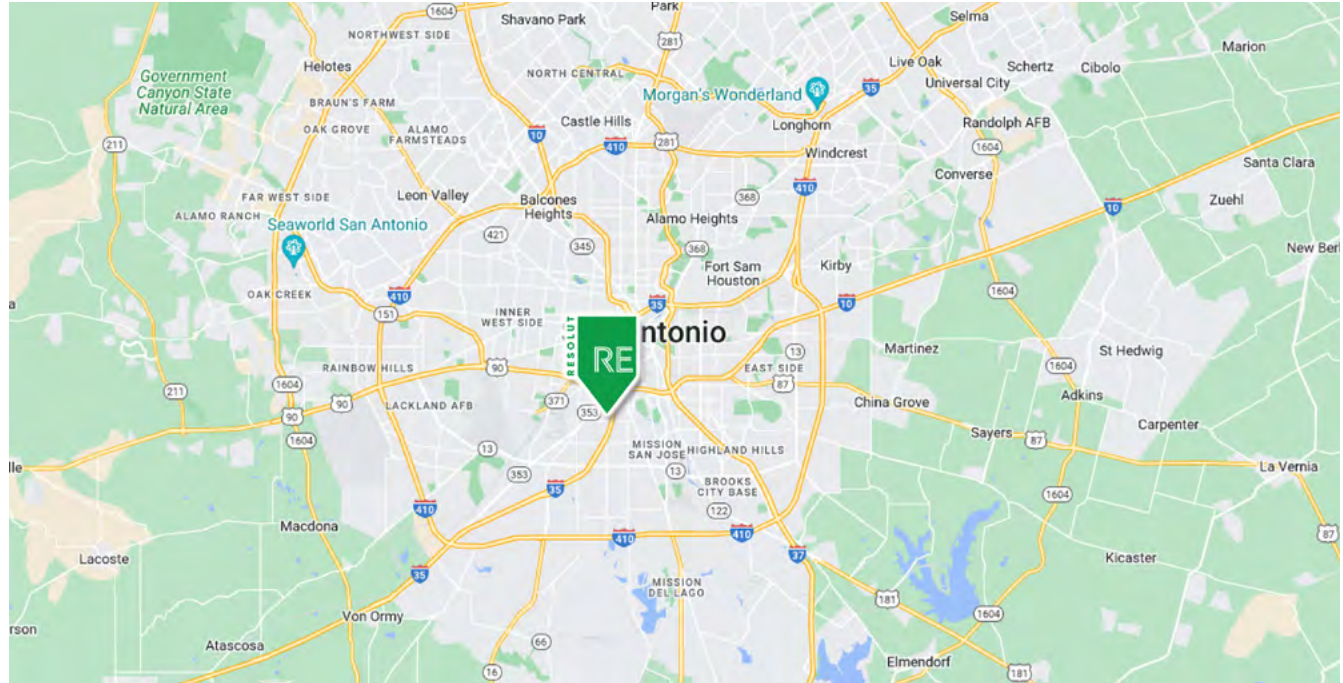 1604
Shavano Park
Park
Selma
NORTHWEST SIDE
281
Marion
Helotes
Live Oak
Schertz
Cibolo
Government
Canyon State
Natural Area
NORTH CENTRAL
Universal City
Morgan's Wonderland
35
BRAUN'S FARM
Castle Hills
Longhorn
Randolph AFB
OAK GROVE
ALAMO
FARMSTEADS
10
410
281
211
Windcrest
1604
Santa Clara
Converse
410
FAR WEST SIDE
Leon Valley
Balcones
Heights
368
Zuehl
ALAMO RANCH
Alamo Heights
10
Seaworld San Antonio
421
345
368
New Berl
Fort Sam
Houston
Kirby
OAK CREEK
410
35
10
1604
151
INNER
WEST SIDE
RESOLUT
RE
ntonio
13
Martinez
St Hedwig
RAINBOW HILLS
90
EAST SIDE
87
1604
211
90
LACKLAND AFB
371
353
China Grove
Adkins
90
Carpenter
1604
13
MISSION
SAN JOSE
HIGHLAND HILLS
Sayers
87
lle
353
13
La Vernia
35
BROOKS
CITY BASE
122
1604
410
Macdona
410
410
87
Lacoste
37
Kicaster
35
MISSION
DEL LAGO
181
1604
Von Ormy
rson
Atascosa
66
16
Elmendorf
181